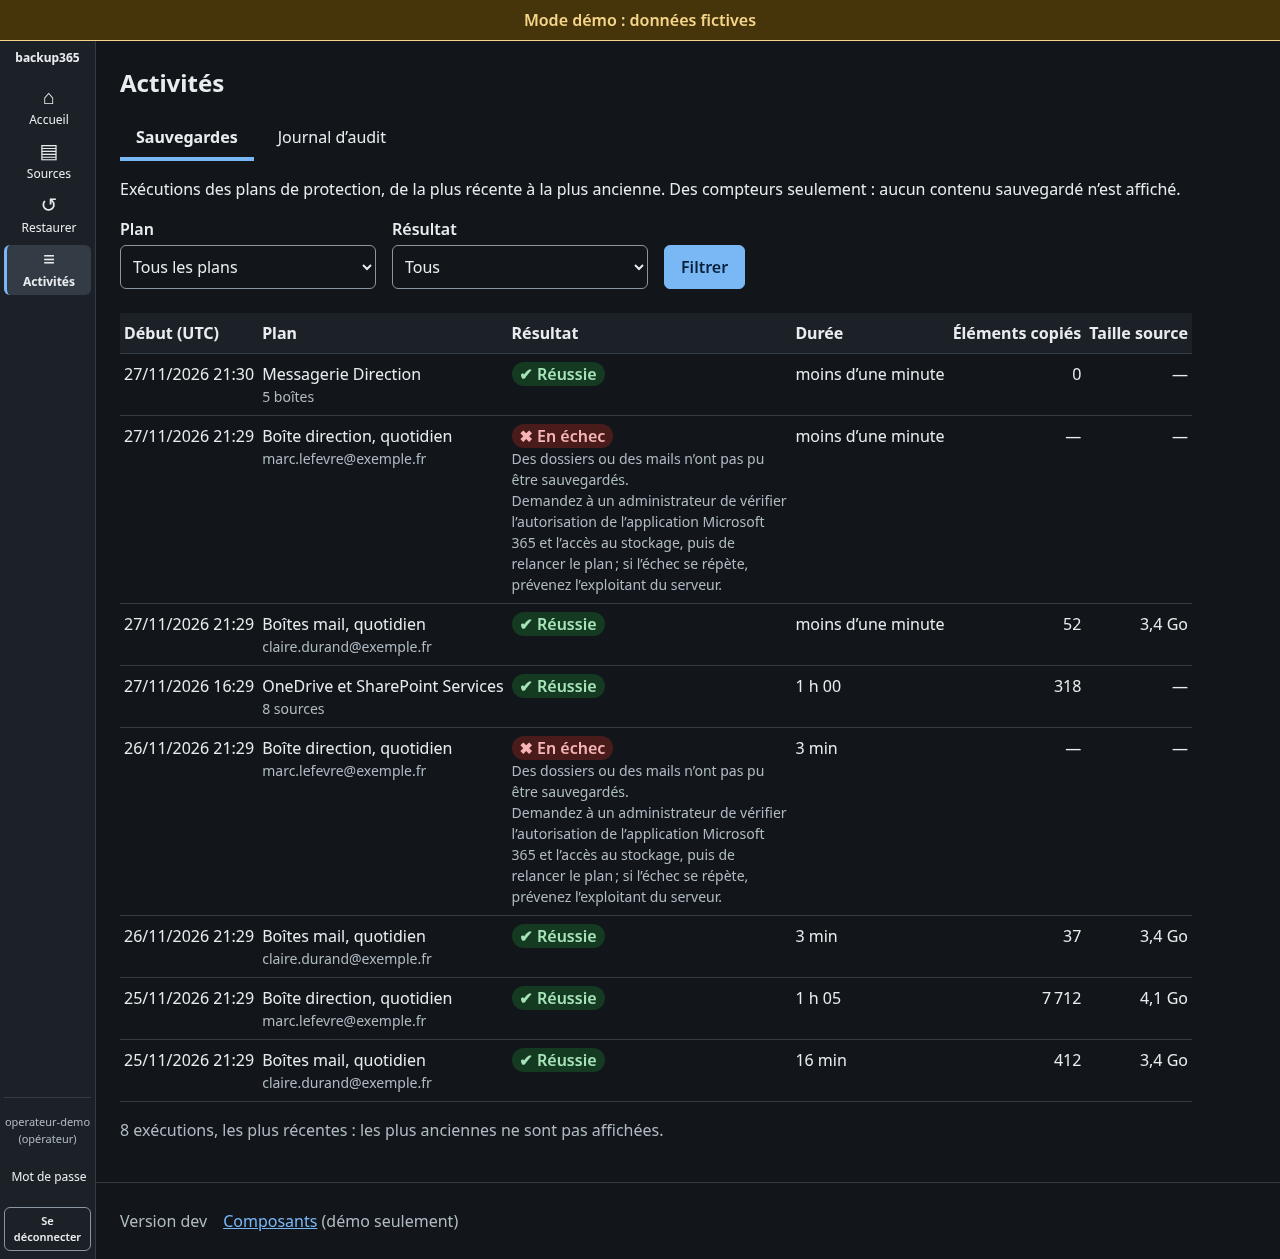 Mode démo : données fictives
backup365
Accueil
Sources
Restaurer
Activités
operateur-demo
(opérateur)
Mot de passe
Se
déconnecter
Activités
Sauvegardes Journal d’audit
Exécutions des plans de protection, de la plus récente à la plus ancienne. Des compteurs seulement : aucun contenu sauvegardé n’est affiché.
Plan Résultat
Tous les plans Tous Filtrer
Début (UTC) Plan Résultat Durée Éléments copiés Taille source
27/11/2026 21:30 Messagerie Direction ✔ Réussie moins d’une minute 0 —
5 boîtes
27/11/2026 21:29 Boîte direction, quotidien ✖ En échec moins d’une minute — —
marc.lefevre@exemple.fr Des dossiers ou des mails n’ont pas pu
être sauvegardés.
Demandez à un administrateur de vérifier
l’autorisation de l’application Microsoft
365 et l’accès au stockage, puis de
relancer le plan ; si l’échec se répète,
prévenez l’exploitant du serveur.
27/11/2026 21:29 Boîtes mail, quotidien ✔ Réussie moins d’une minute 52 3,4 Go
claire.durand@exemple.fr
27/11/2026 16:29 OneDrive et SharePoint Services ✔ Réussie 1 h 00 318 —
8 sources
26/11/2026 21:29 Boîte direction, quotidien ✖ En échec 3 min — —
marc.lefevre@exemple.fr Des dossiers ou des mails n’ont pas pu
être sauvegardés.
Demandez à un administrateur de vérifier
l’autorisation de l’application Microsoft
365 et l’accès au stockage, puis de
relancer le plan ; si l’échec se répète,
prévenez l’exploitant du serveur.
26/11/2026 21:29 Boîtes mail, quotidien ✔ Réussie 3 min 37 3,4 Go
claire.durand@exemple.fr
25/11/2026 21:29 Boîte direction, quotidien ✔ Réussie 1 h 05 7 712 4,1 Go
marc.lefevre@exemple.fr
25/11/2026 21:29 Boîtes mail, quotidien ✔ Réussie 16 min 412 3,4 Go
claire.durand@exemple.fr
8 exécutions, les plus récentes : les plus anciennes ne sont pas affichées.
Version dev Composants (démo seulement)